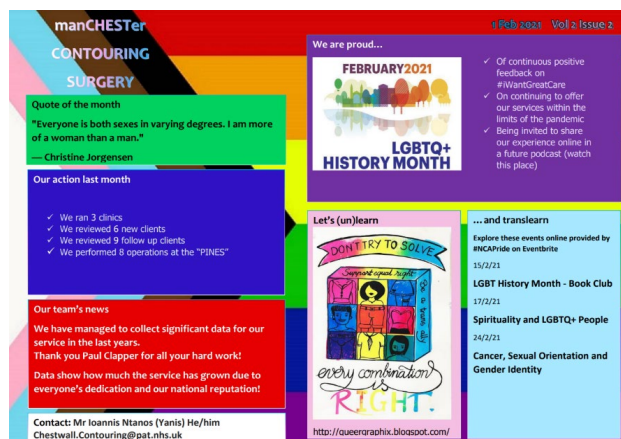 manCHESTer
CONTOURING
SURGERY
1 Feb 2021 Vol 2 Issue 2
Quote of the month
"Everyone is both sexes in varying degrees. I am more
of a woman than a man."
— Christine Jorgensen
Our action last month
✓ We ran 3 clinics
✓ We reviewed 6 new clients
✓ We reviewed 9 follow up clients
✓ We performed 8 operations at the "PINES"
Our team's news
We have managed to collect significant data for our
service in the last years.
Thank you Paul Clapper for all your hard work!
Data show how much the service has grown due to
everyone's dedication and our national reputation!
Contact: Mr Ioannis Ntanos (Yanis) He/him
Chestwall.Contouring@pat.nhs.uk
We are proud...
FEBRUARY2021
LGBTQ+
HISTORY MONTH
✓ Of continuous positive
feedback on
#iWantGreatCare
✓ On continuing to offer
our services within the
limits of the pandemic
✓ Being invited to share
our experience online in
a future podcast (watch
this place)
Let's (un)learn
DON'T TRY TO SOLVE
Support equal right
Be a trans ally
every combination
is
RIGHT.
http://queergraphix.blogspot.com/
... and translearn
Explore these events online provided by
#NCAPride on Eventbrite
15/2/21
LGBT History Month - Book Club
17/2/21
Spirituality and LGBTQ+ People
24/2/21
Cancer, Sexual Orientation and
Gender Identity